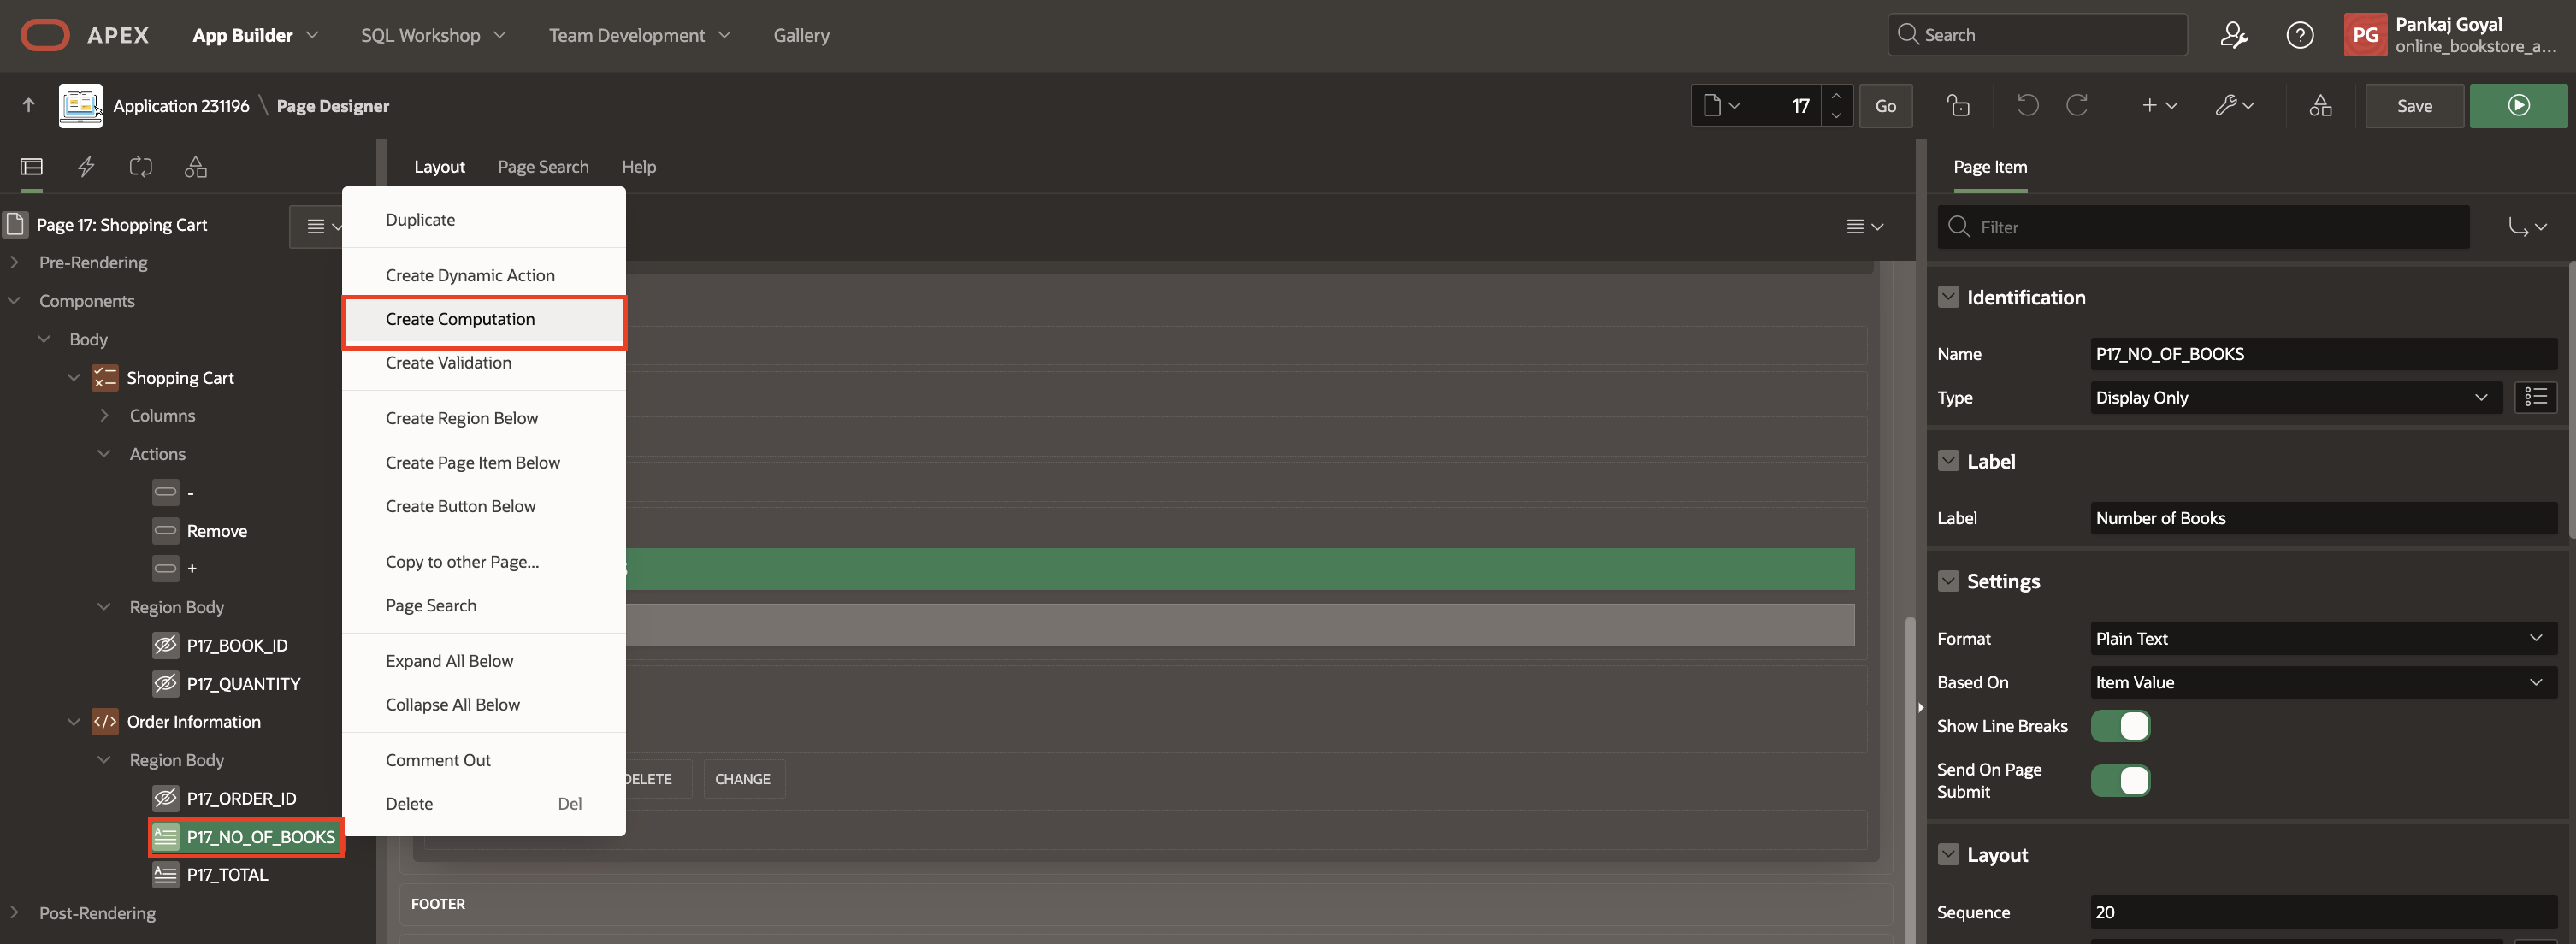 APEX
App Builder
SQL Workshop
Team Development
Gallery
Search
PG
Pankaj Goyal
online_bookstore_a...
Application 231196 \ Page Designer
17
Go
Save
Layout
Page Search
Help
Page Item
Page 17: Shopping Cart
Filter
Pre-Rendering
Components
Body
Shopping Cart
Columns
Actions
-
Remove
+
Region Body
P17_BOOK_ID
P17_QUANTITY
Order Information
Region Body
P17_ORDER_ID
P17_NO_OF_BOOKS
P17_TOTAL
Post-Rendering
Duplicate
Create Dynamic Action
Create Computation
Create Validation
Create Region Below
Create Page Item Below
Create Button Below
Copy to other Page...
Page Search
Expand All Below
Collapse All Below
Comment Out
Delete Del
DELETE
CHANGE
FOOTER
Identification
Name P17_NO_OF_BOOKS
Type Display Only
Label
Label Number of Books
Settings
Format Plain Text
Based On Item Value
Show Line Breaks
Send On Page
Submit
Layout
Sequence 20